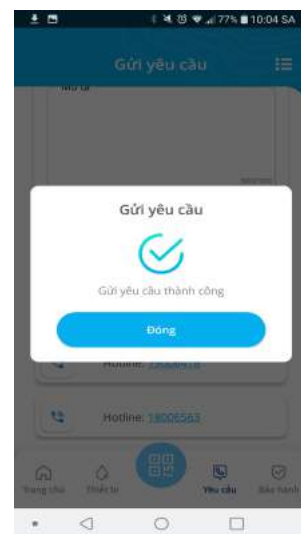 77% 10:04 SA
Gửi yêu cầu
Mô tả
Gửi yêu cầu
Gửi yêu cầu thành công
Đóng
Hotline:
Hotline: 18006563
Trang chủ Thiết bị Yêu cầu Bảo hành